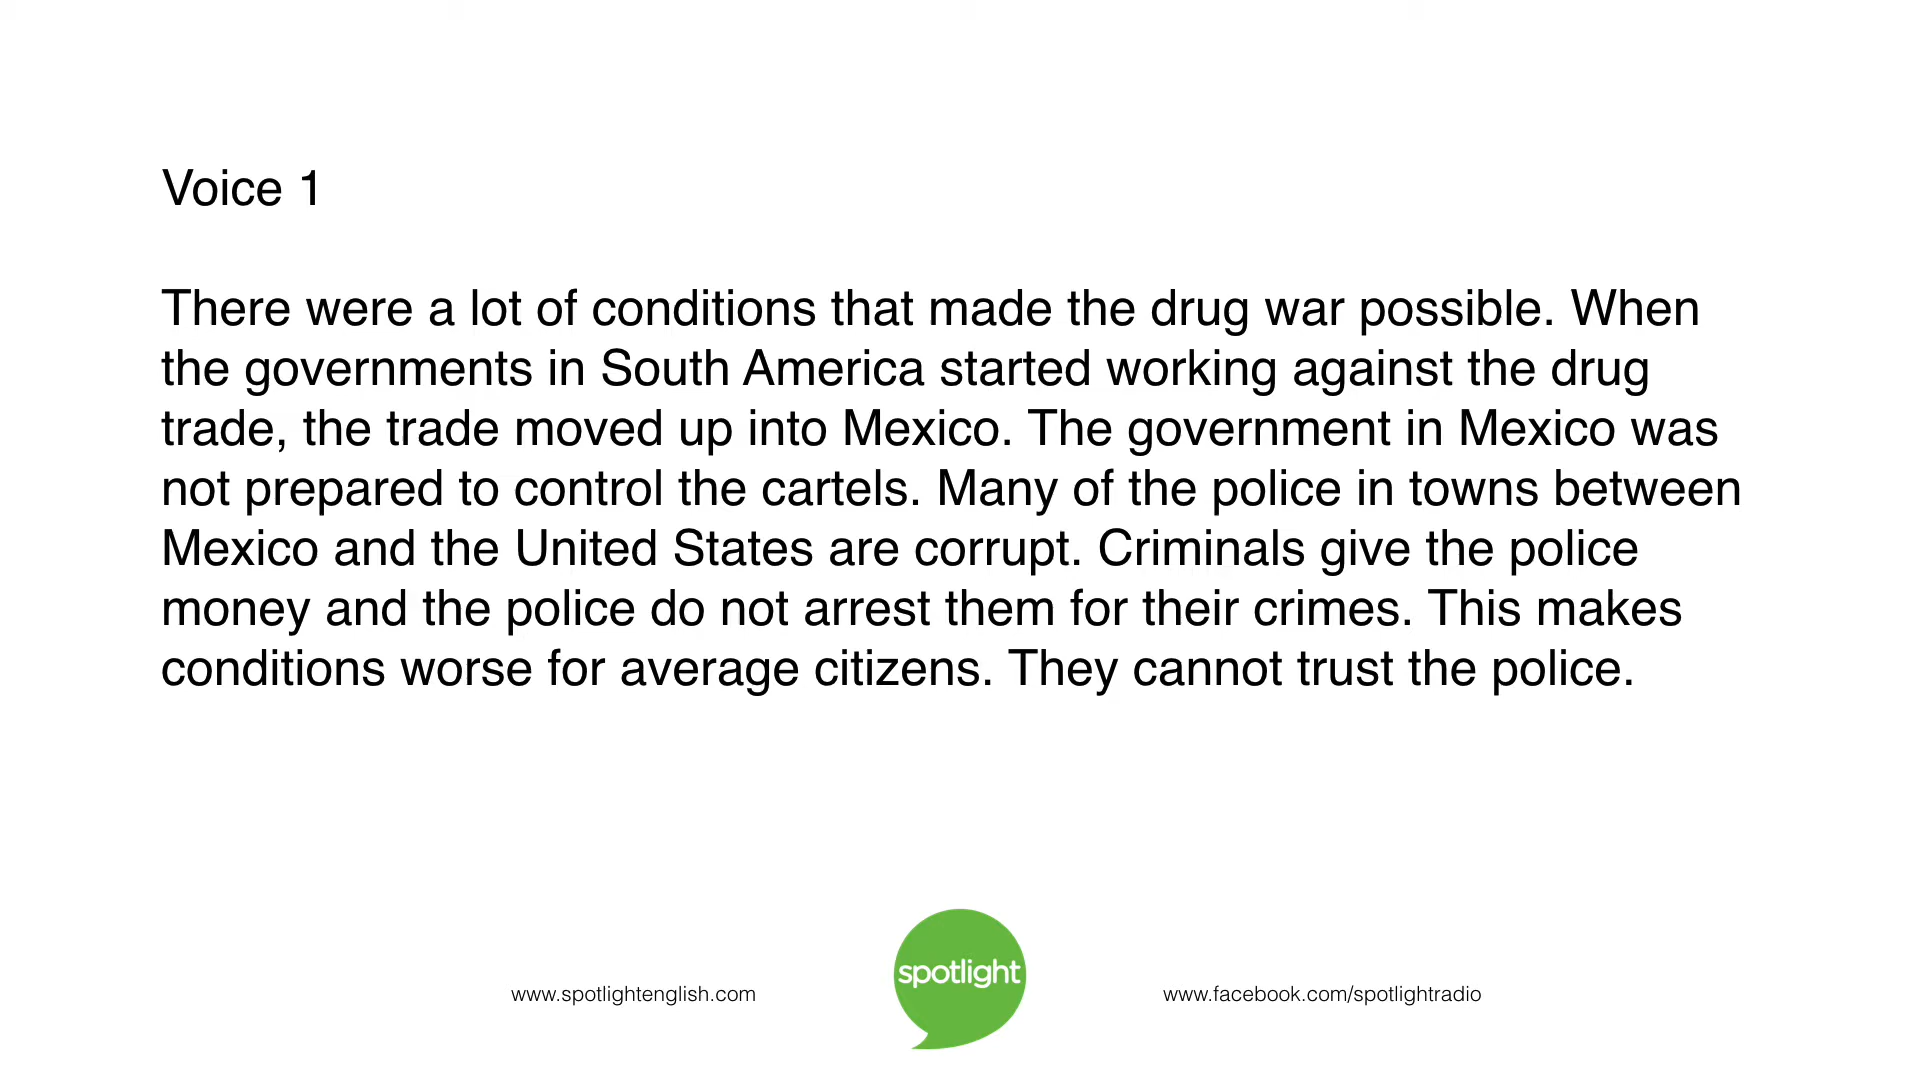 Voice 1
There were a lot of conditions that made the drug war possible. When
the governments in South America started working against the drug
trade, the trade moved up into Mexico. The government in Mexico was
not prepared to control the cartels. Many of the police in towns between
Mexico and the United States are corrupt. Criminals give the police
money and the police do not arrest them for their crimes. This makes
conditions worse for average citizens. They cannot trust the police.
spotlight
www.spotlightenglish.com
www.facebook.com/spotlightradio